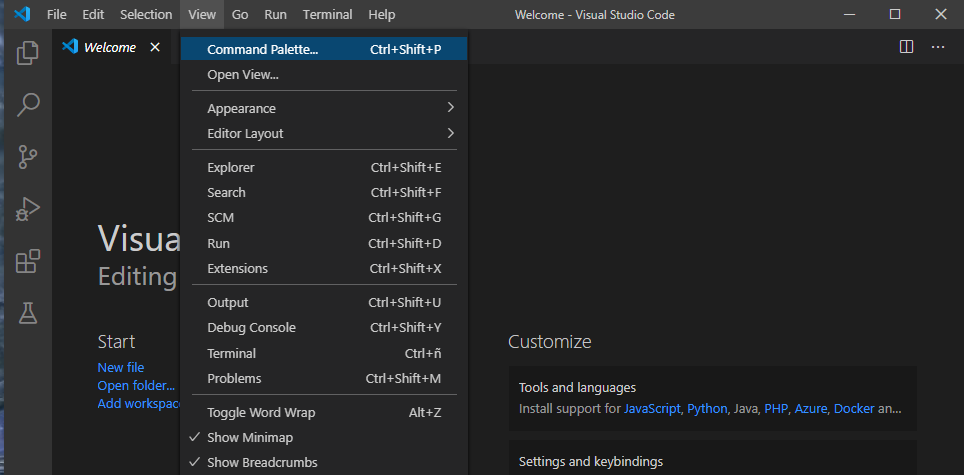 File Edit Selection View Go Run Terminal Help Welcome - Visual Studio Code
Welcome
Command Palette... Ctrl+Shift+P
Open View...
Appearance
Editor Layout
Explorer Ctrl+Shift+E
Search Ctrl+Shift+F
SCM Ctrl+Shift+G
Run Ctrl+Shift+D
Extensions Ctrl+Shift+X
Output Ctrl+Shift+U
Debug Console Ctrl+Shift+Y
Terminal Ctrl+ñ
Problems Ctrl+Shift+M
Toggle Word Wrap Alt+Z
Show Minimap
Show Breadcrumbs
Visua
Editing
Start
New file
Open folder...
Add workspac
Customize
Tools and languages
Install support for JavaScript, Python, Java, PHP, Azure, Docker an...
Settings and keybindings